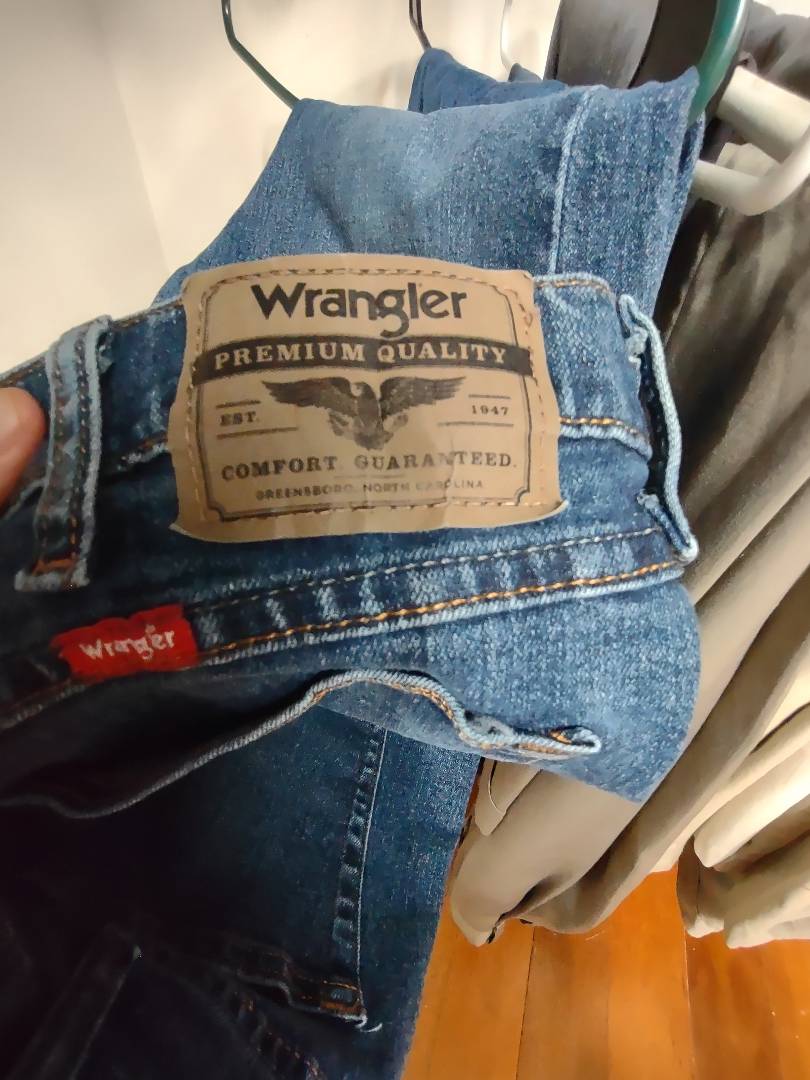 Wrangler
PREMIUM QUALITY
EST. 1947
COMFORT. GUARANTEED.
GREENSBORO, NORTH CAROLINA
Wrangler